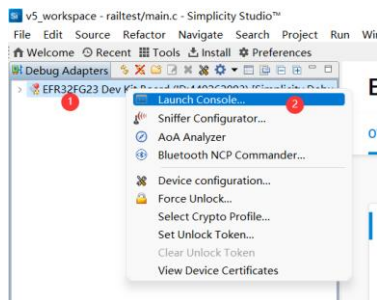 v5_workspace - railtest/main.c - Simplicity Studio™
File Edit Source Refactor Navigate Search Project Run
Welcome Recent Tools Install Preferences
Debug Adapters
EFR32FG23 Dev Kit Board
1
Launch Console...
2
Sniffer Configurator...
AoA Analyzer
Bluetooth NCP Commander...
Device configuration...
Force Unlock...
Select Crypto Profile...
Set Unlock Token...
Clear Unlock Token
View Device Certificates